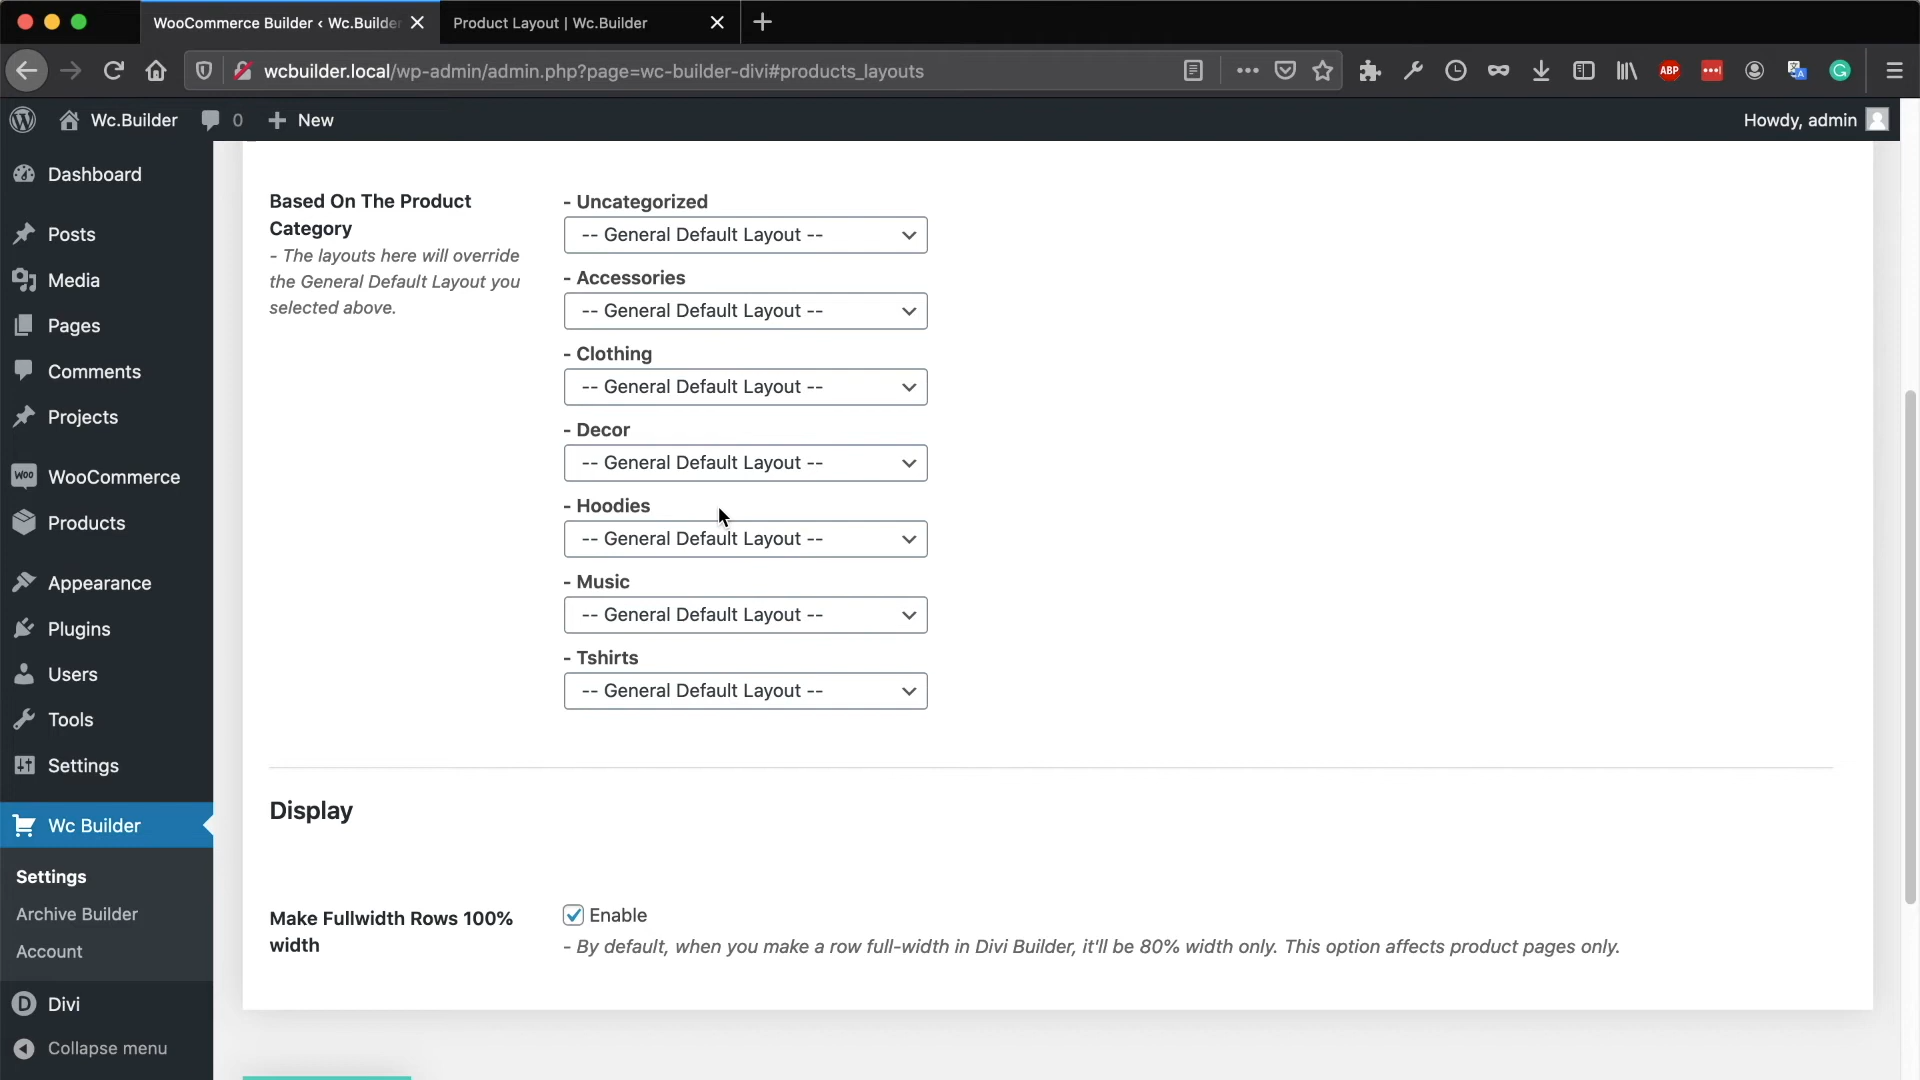 WooCommerce Builder ‹ Wc.Builder
Product Layout | Wc.Builder
wcbuilder.local/wp-admin/admin.php?page=wc-builder-divi#products_layouts
ABP
Wc.Builder
0
New
Howdy, admin
Dashboard
Posts
Media
Pages
Comments
Projects
Woo
WooCommerce
Products
Appearance
Plugins
Users
Tools
Settings
Wc Builder
Settings
Archive Builder
Account
Divi
Collapse menu
Based On The Product
Category
- The layouts here will override
the General Default Layout you
selected above.
- Uncategorized
-- General Default Layout --
- Accessories
-- General Default Layout --
- Clothing
-- General Default Layout --
- Decor
-- General Default Layout --
- Hoodies
-- General Default Layout --
- Music
-- General Default Layout --
- Tshirts
-- General Default Layout --
Display
Make Fullwidth Rows 100%
width
Enable
- By default, when you make a row full-width in Divi Builder, it'll be 80% width only. This option affects product pages only.